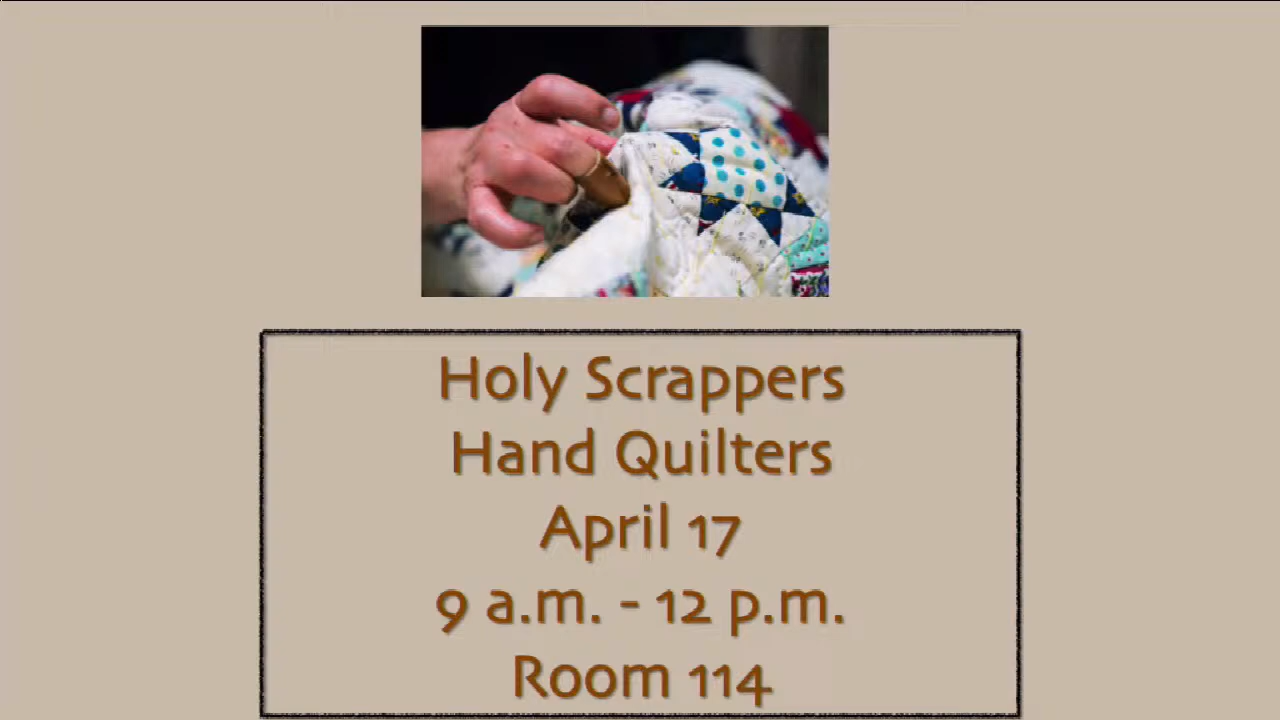 Holy Scrappers
Hand Quilters
April 17
9 a.m. - 12 p.m.
Room 114